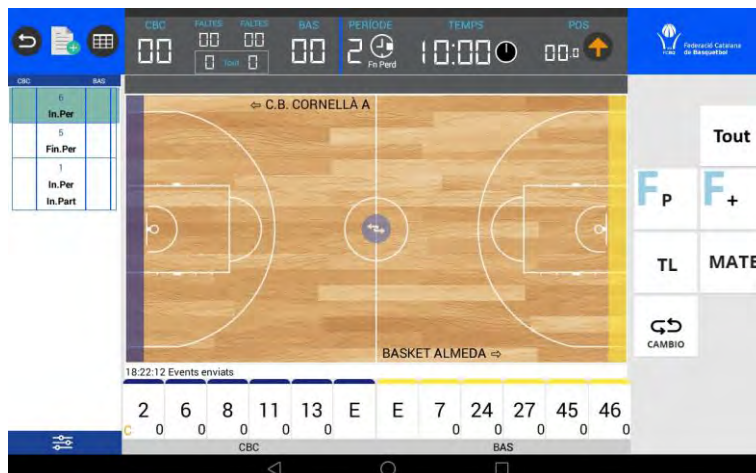 CBC
00
FALTES FALTES
00 00
0 Tout 0
BAS
00
PERÍODE
2
Fn Perd
TEMPS
10:00
POS
00.0
FCBQ
Federació Catalana
de Basquetbol
CBC BAS
6
In.Per
5
Fin.Per
1
In.Per
In.Part
⇦ C.B. CORNELLÀ A
BASKET ALMEDA ⇨
Tout
F P
F +
TL
MATE
CAMBIO
18:22:12 Events enviats
2 6 8 11 13 E E 7 24 27 45 46
C 0 0 0 0 0 0 0 0 0 0
CBC BAS